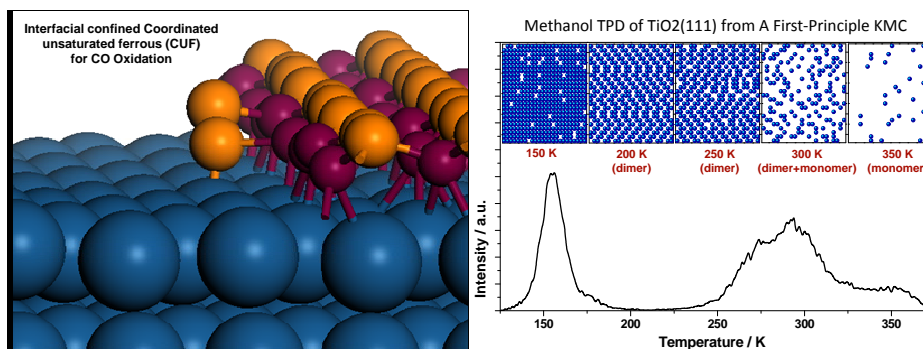 Interfacial confined Coordinated
unsaturated ferrous (CUF)
for CO Oxidation
Methanol TPD of TiO2(111) from A First-Principle KMC
150 K
200 K
(dimer)
250 K
(dimer)
300 K
(dimer+monomer)
350 K
(monomer
Intensity / a.u.
150
200
250
300
350
Temperature / K